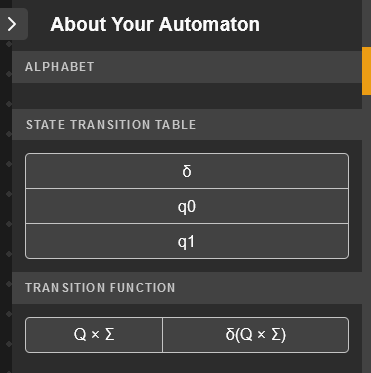 About Your Automaton
ALPHABET
STATE TRANSITION TABLE
δ
q0
q1
TRANSITION FUNCTION
Q × Σ δ(Q × Σ)